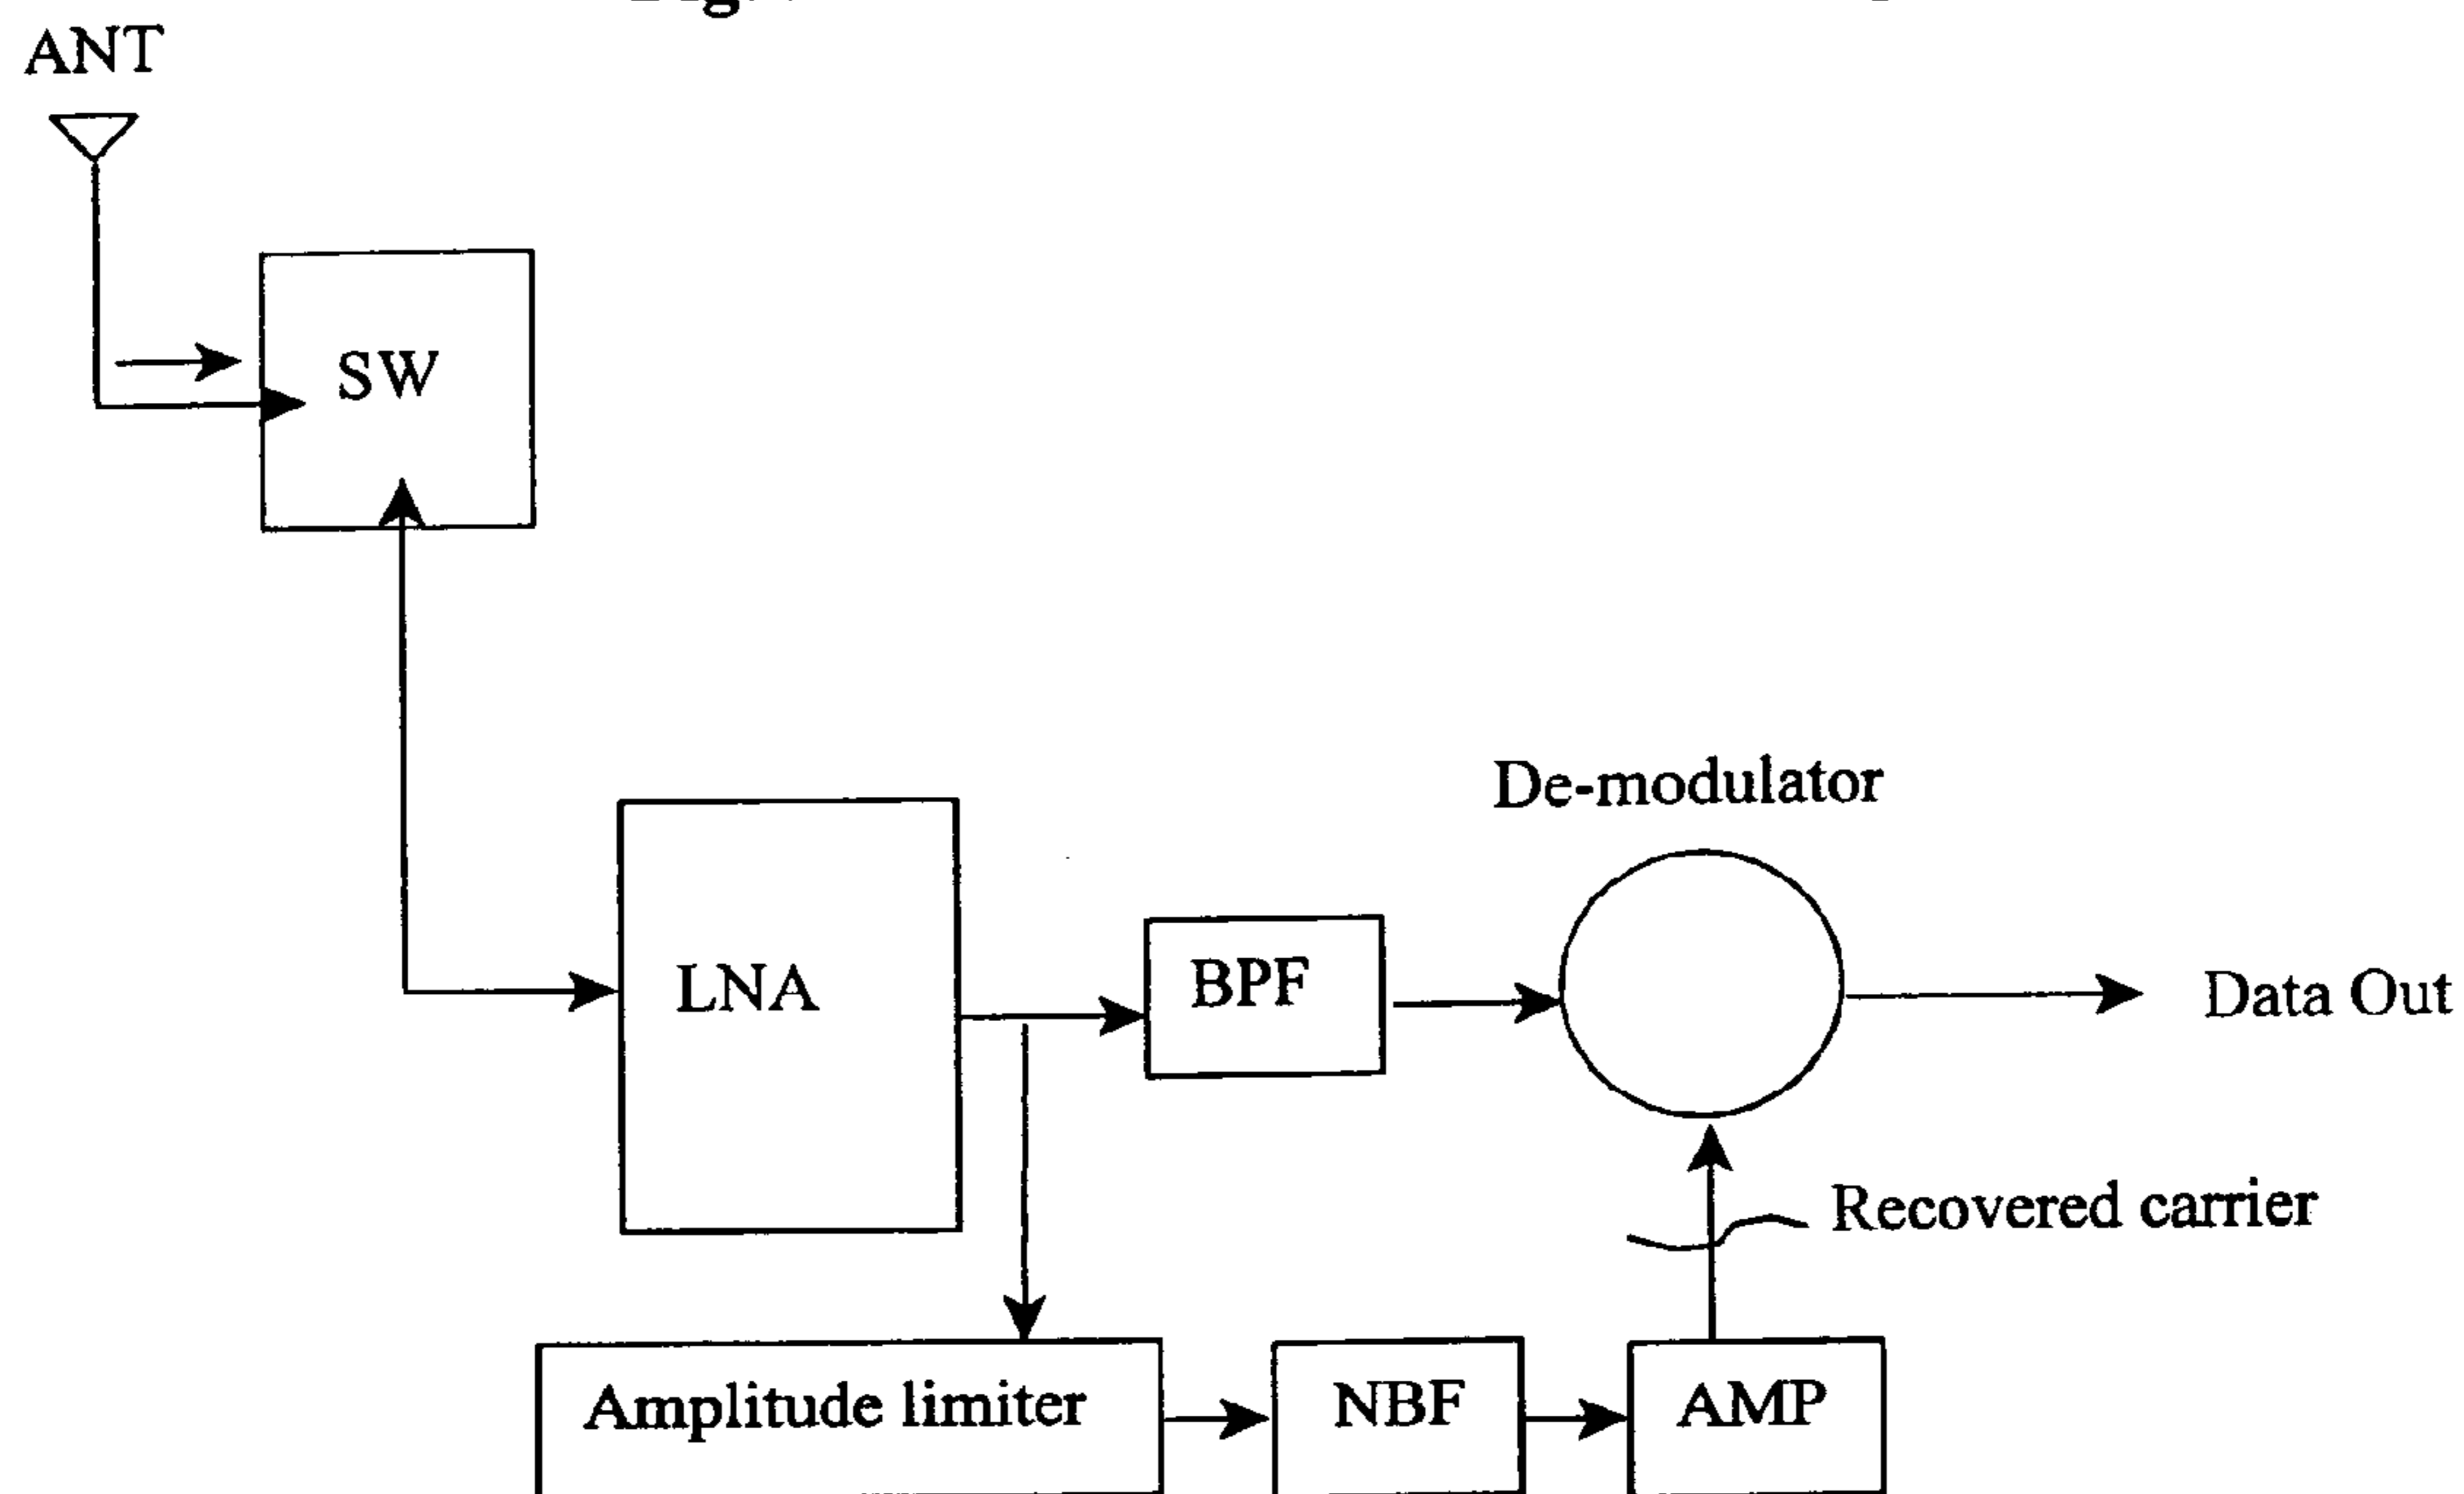 ANT
SW
De-modulator
LNA
BPF
Data Out
Recovered carrier
Amplitude limiter
NBF
AMP